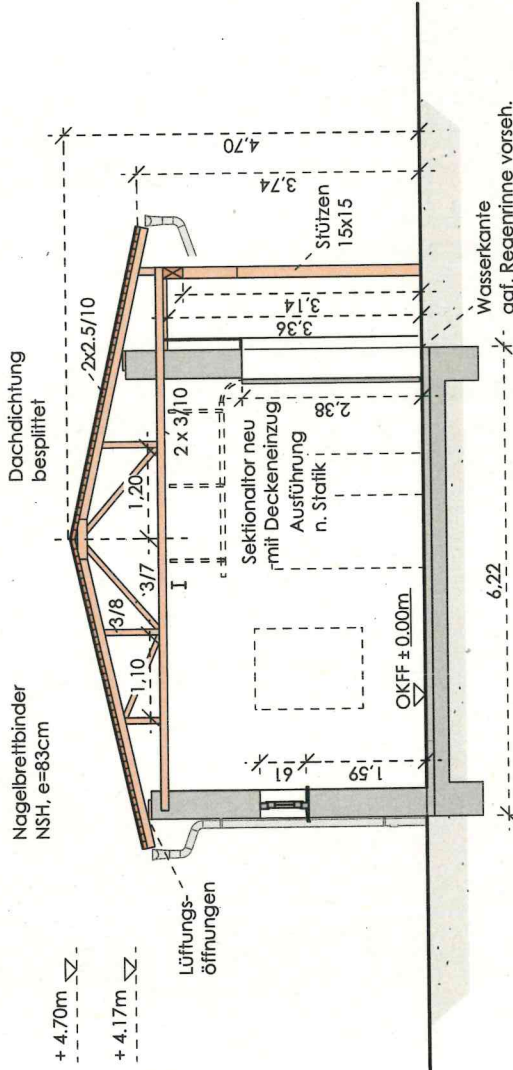 + 4.70m
+ 4.17m
Nagelbrettbinder
NSH, e=83cm
Dachdichtung
besplittet
Lüftungs-
öffnungen
1,10
3/8
3/7
1,20
2x2.5/10
2 x 3/10
I
Sektionaltor neu
mit Deckeneinzug
Ausführung
n. Statik
2,38
3,36
3,14
3,74
4,70
Stützen
15x15
61
1,59
OKFF ± 0.00m
6,22
Wasserkante
ggf. Regenrinne vorseh.